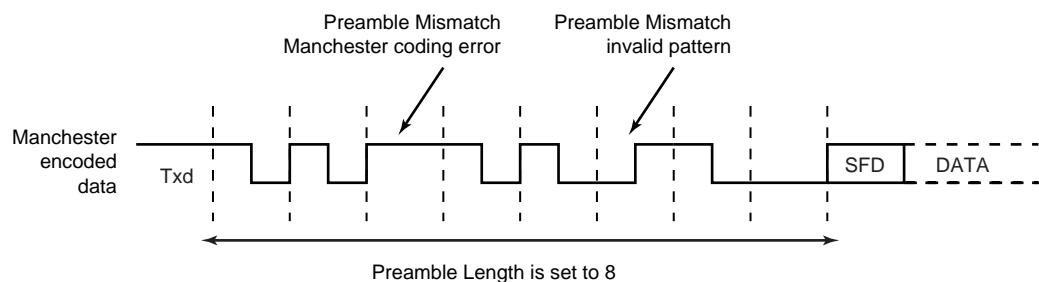 Preamble Mismatch
Manchester coding error
Preamble Mismatch
invalid pattern
Manchester
encoded
data
Txd
SFD
DATA
Preamble Length is set to 8